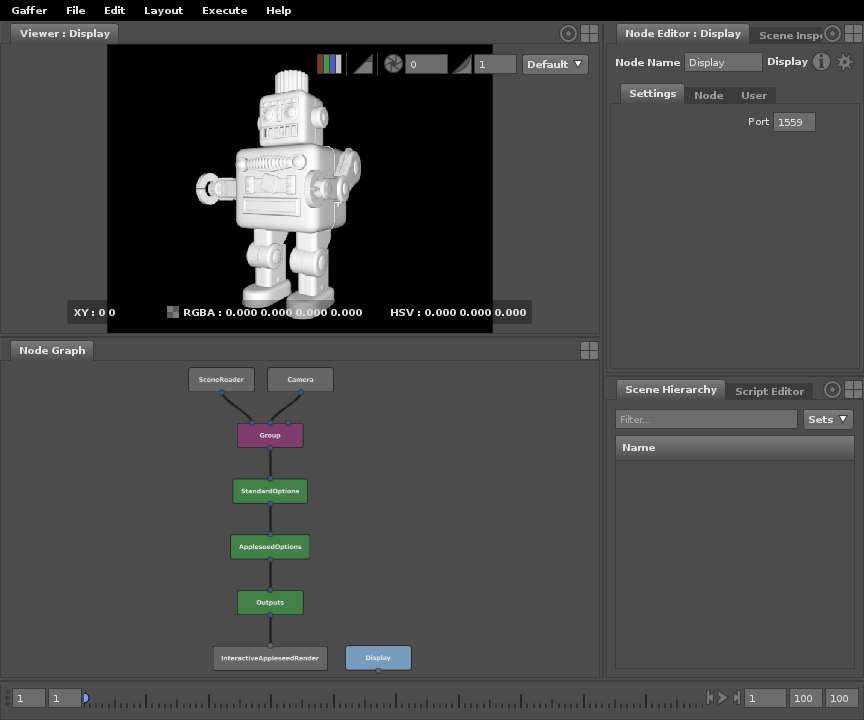 Gaffer File Edit Layout Execute Help
Viewer : Display
0 1 Default
XY : 0 0 RGBA : 0.000 0.000 0.000 0.000 HSV : 0.000 0.000 0.000
Node Graph
SceneReader Camera
Group
StandardOptions
AppleseedOptions
Outputs
InteractiveAppleseedRender Display
Node Editor : Display Scene Inspe
Node Name Display Display
Settings Node User
Port 1559
Scene Hierarchy Script Editor
Filter... Sets
Name
1 1 1 100 100